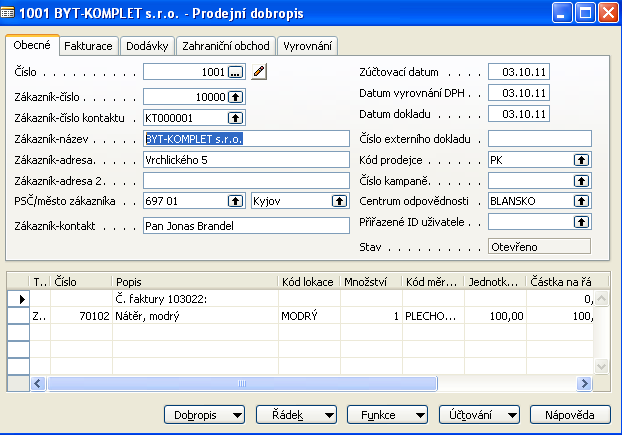 1001 BYT-KOMPLET s.r.o. - Prodejní dobropis
Obecné Fakturace Dodávky Zahraniční obchod Vyrovnání
Číslo . . . . . . . . . . 1001 ... Zúčtovací datum . . . . 03.10.11
Zákazník-číslo . . . . . 10000 Datum vyrovnání DPH . . 03.10.11
Zákazník-číslo kontaktu . KT000001 Datum dokladu . . . . . 03.10.11
Zákazník-název . . . . . BYT-KOMPLET s.r.o. Číslo externího dokladu .
Zákazník-adresa. . . . . Vrchlického 5 Kód prodejce . . . . . . PK
Zákazník-adresa 2. . . . Číslo kampaně. . . . . .
PSČ/město zákazníka . . 697 01 Kyjov Centrum odpovědnosti . . BLANSKO
Zákazník-kontakt . . . . Pan Jonas Brandel Přiřazené ID uživatele . .
Stav . . . . . . . . . . Otevřeno
T.. Číslo Popis Kód lokace Množství Kód měr... Jednotk... Částka na řá
Č. faktury 103022: 0,
Z.. 70102 Nátěr, modrý MODRÝ 1 PLECHO... 100,00 100,
Dobropis Řádek Funkce Účtování Nápověda